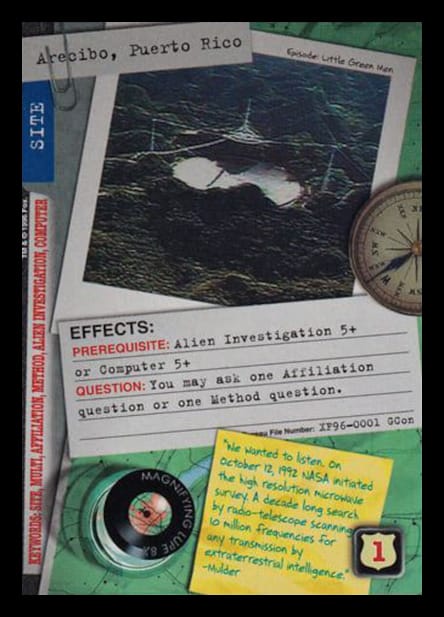 Arecibo, Puerto Rico
Episode: Little Green Men
SITE
TM & © 1996 Fox.
KEYWORDS: SITE, MULTI, AFFILIATION, METHOD, ALIEN INVESTIGATION, COMPUTER
EFFECTS:
PREREQUISITE: Alien Investigation 5+
or Computer 5+
QUESTION: You may ask one Affiliation
question or one Method question.
File Number: XF96-0001 GCon
MAGNIFYING LUPE 8X
"We wanted to listen. On
October 12, 1992 NASA initiated
the high resolution microwave
survey. A decade long search
by radio-telescope scanning
10 million frequencies for
any transmission by
extraterrestrial intelligence."
-Mulder
1